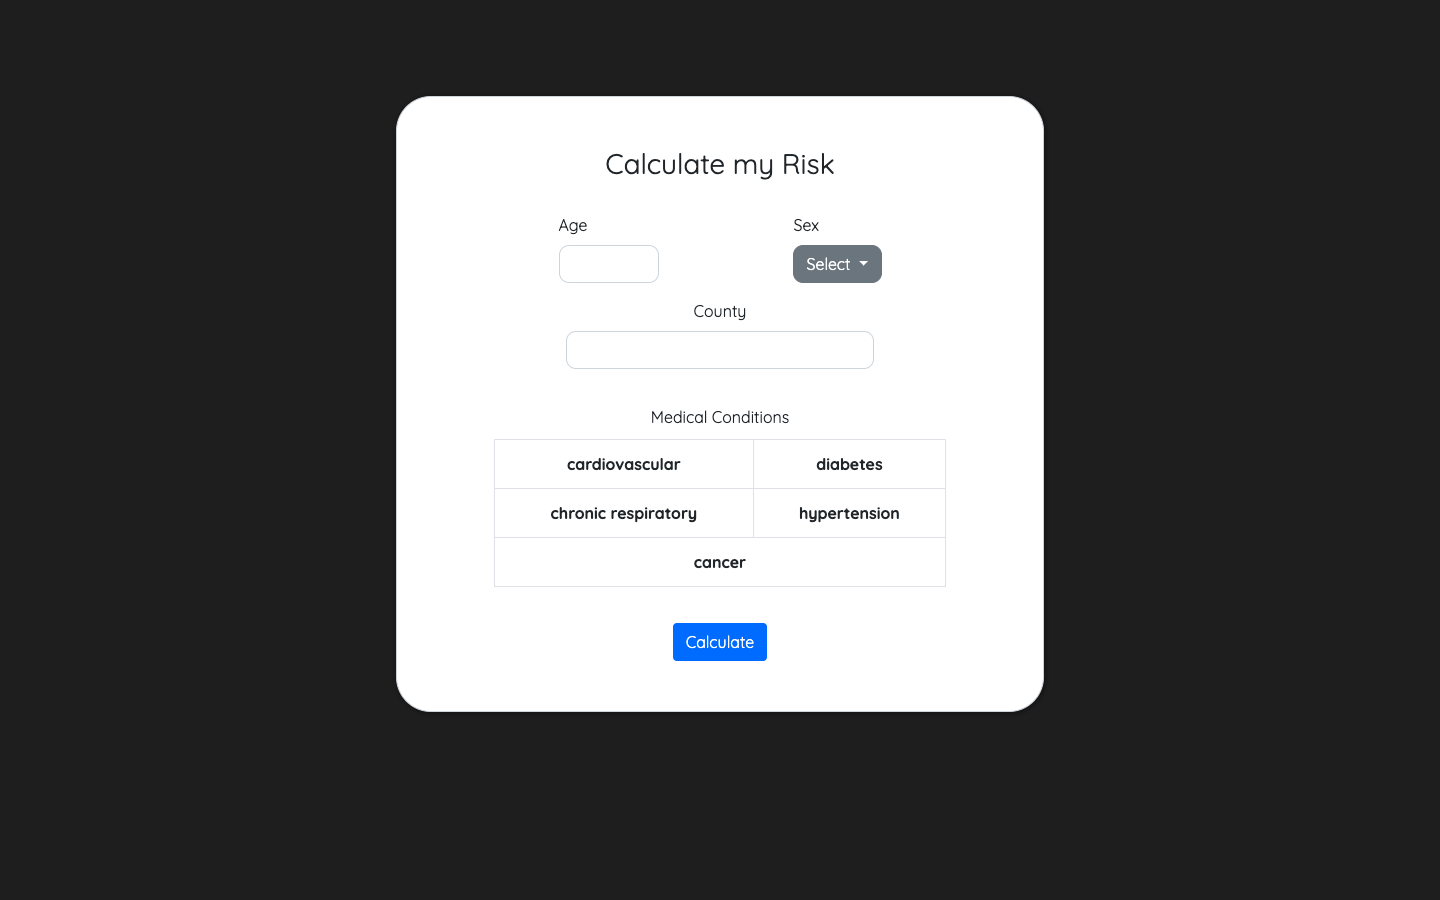 Calculate my Risk
Age Sex
Select
County
Medical Conditions
cardiovascular diabetes
chronic respiratory hypertension
cancer
Calculate